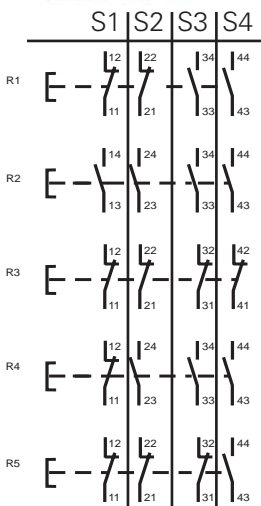 S1 S2 S3 S4
12 22 34 44
R1
11 21 33 43
14 24 34 44
R2
13 23 33 43
12 22 32 42
R3
11 21 31 41
12 24 34 44
R4
11 23 33 43
12 22 32 44
R5
11 21 31 43